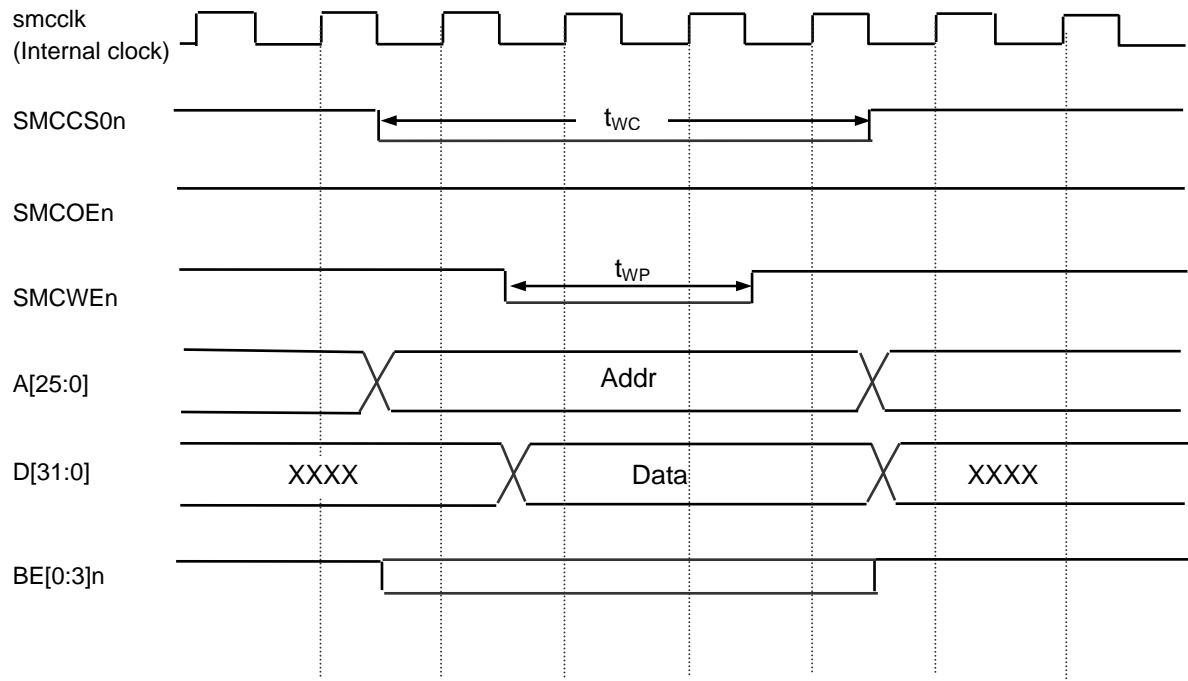 smcclk
(Internal clock)
SMCCS0n
tWC
SMCOEn
SMCWEn
tWP
A[25:0]
Addr
D[31:0]
XXXX
Data
XXXX
BE[0:3]n